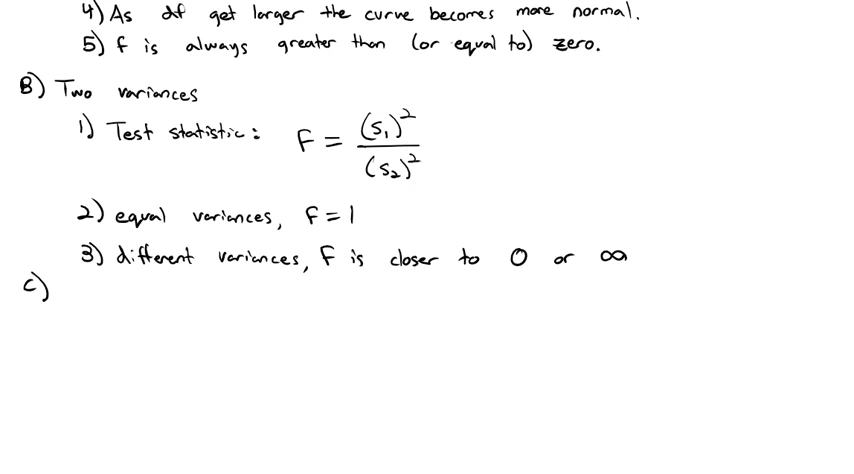 4) As df get larger the curve becomes more normal.
5) F is always greater than (or equal to) zero.
B) Two variances
1) Test statistic: F = (s₁)² / (s₂)²
2) equal variances, F = 1
3) different variances, F is closer to 0 or ∞
C)